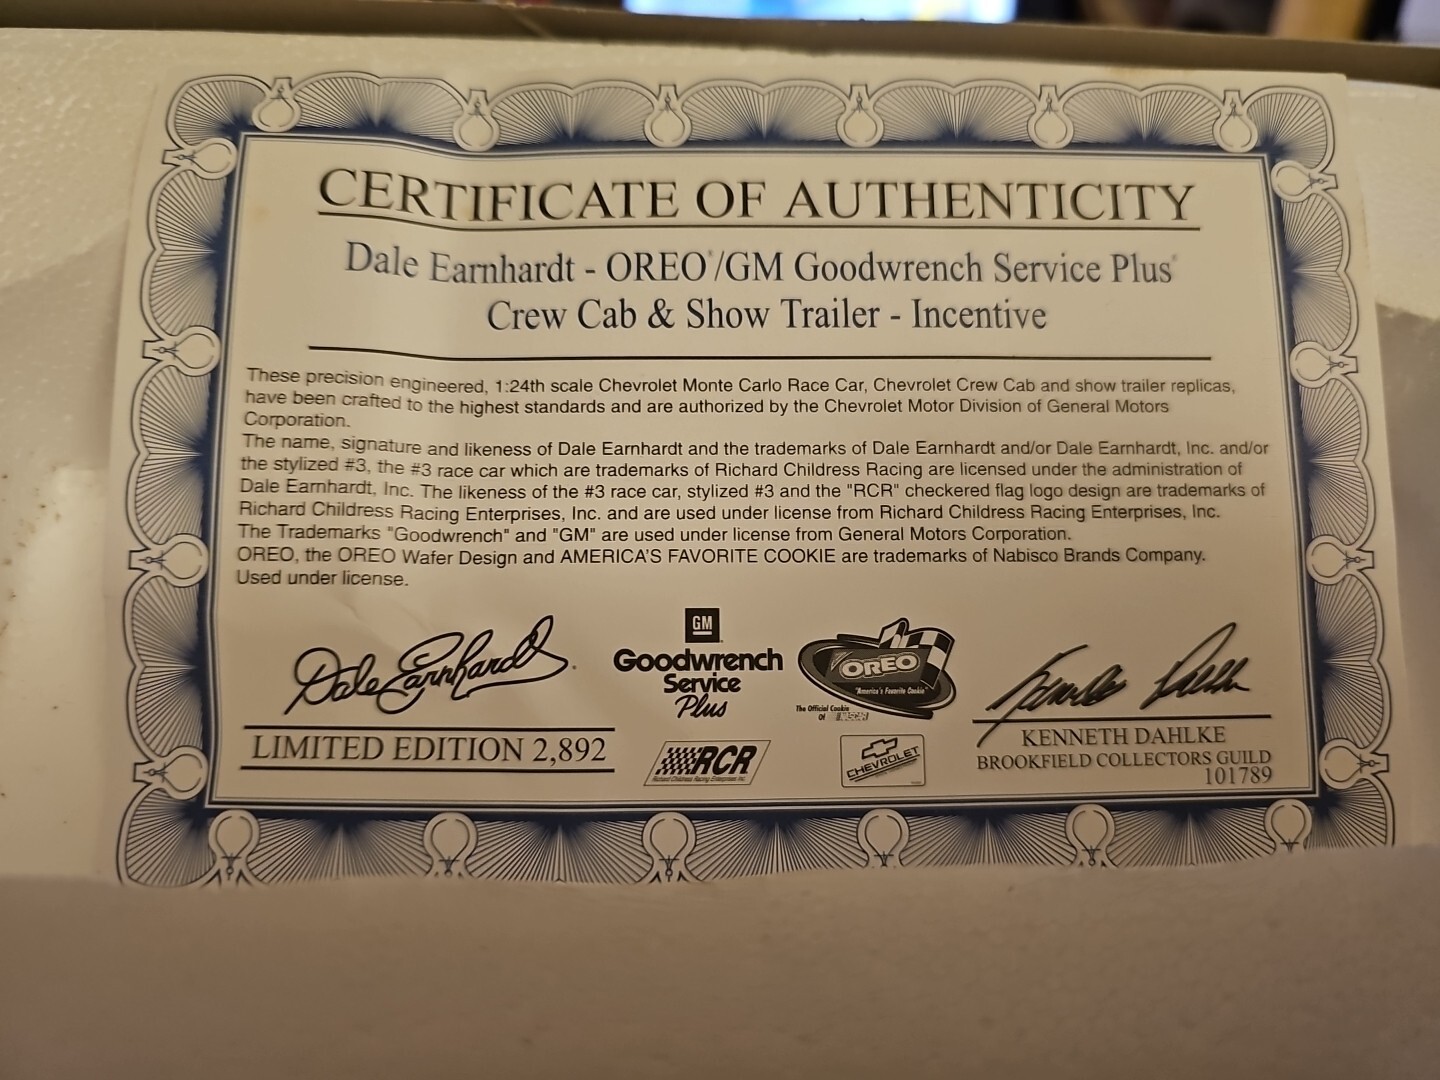 CERTIFICATE OF AUTHENTICITY
Dale Earnhardt - OREO®/GM Goodwrench Service Plus®
Crew Cab & Show Trailer - Incentive
These precision engineered, 1:24th scale Chevrolet Monte Carlo Race Car, Chevrolet Crew Cab and show trailer replicas,
have been crafted to the highest standards and are authorized by the Chevrolet Motor Division of General Motors
Corporation.
The name, signature and likeness of Dale Earnhardt and the trademarks of Dale Earnhardt and/or Dale Earnhardt, Inc. and/or
the stylized #3, the #3 race car which are trademarks of Richard Childress Racing are licensed under the administration of
Dale Earnhardt, Inc. The likeness of the #3 race car, stylized #3 and the "RCR" checkered flag logo design are trademarks of
Richard Childress Racing Enterprises, Inc. and are used under license from Richard Childress Racing Enterprises, Inc.
The Trademarks "Goodwrench" and "GM" are used under license from General Motors Corporation.
OREO, the OREO Wafer Design and AMERICA'S FAVORITE COOKIE are trademarks of Nabisco Brands Company.
Used under license.
Dale Earnhardt.
LIMITED EDITION 2,892
GM
Goodwrench
Service
Plus
OREO
"America's Favorite Cookie"
The Official Cookie
Of NASCAR
RCR
Richard Childress Racing Enterprises Inc.
CHEVROLET
KENNETH DAHLKE
BROOKFIELD COLLECTORS GUILD
101789